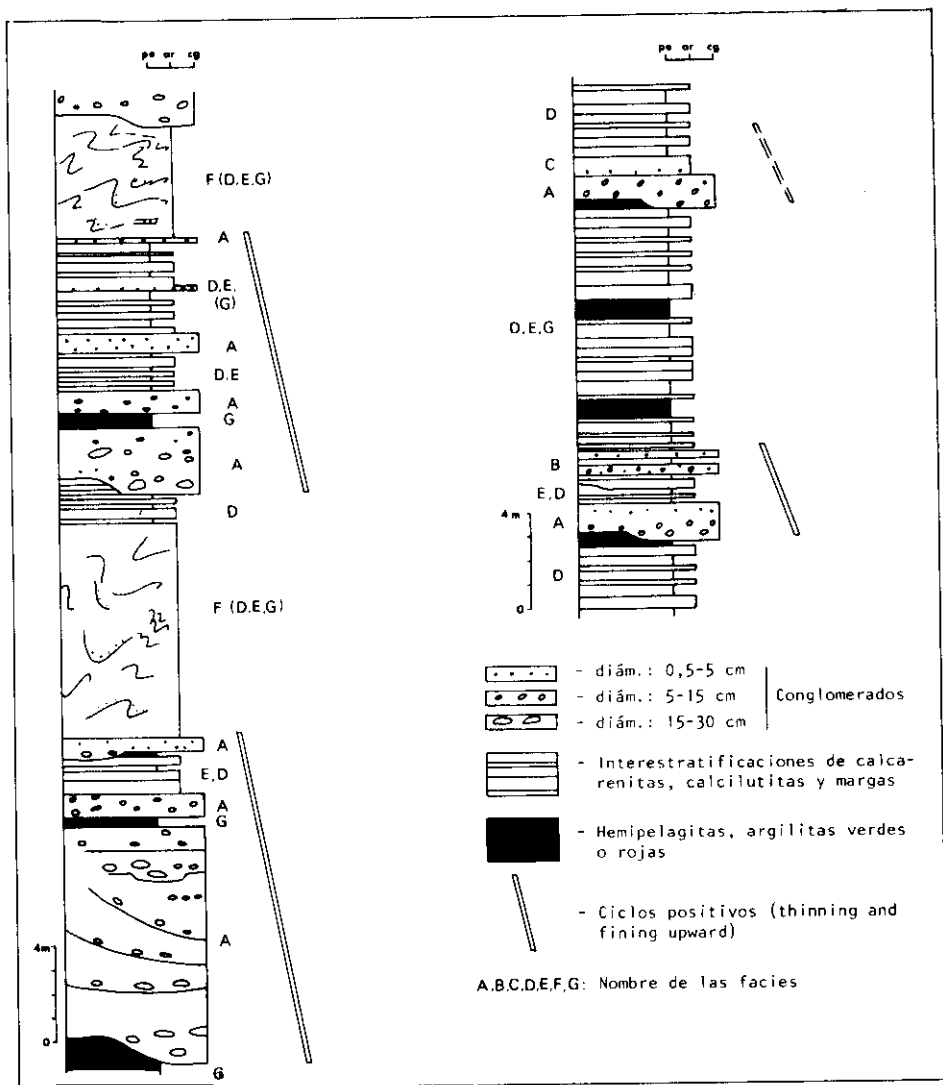 pe ar cg
F (D,E,G)
A
D,E,
(G)
A
D,E
A
G
A
D
F (D,E,G)
A
E,D
A
G
A
4m
0
G
pe ar cg
D
C
A
D,E,G
B
E,D
A
D
4m
0
- diám.: 0,5-5 cm
- diám.: 5-15 cm
- diám.: 15-30 cm
Conglomerados
- Interestratificaciones de calca-
renitas, calcilutitas y margas
- Hemipelagitas, argilitas verdes
o rojas
- Ciclos positivos (thinning and
fining upward)
A,B,C,D,E,F,G: Nombre de las facies